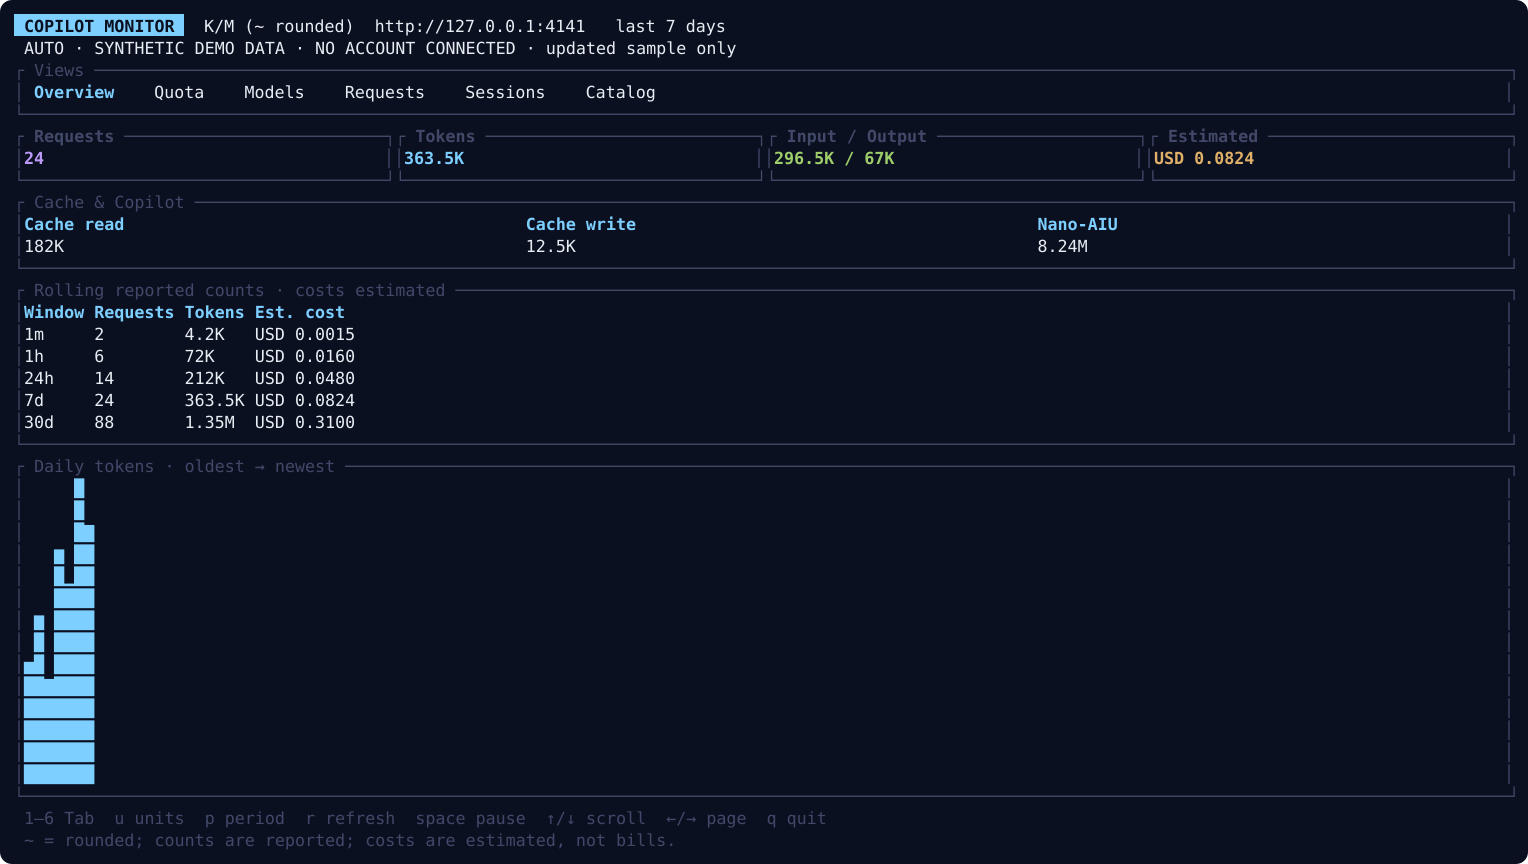 COPILOT MONITOR  K/M (~ rounded)  http://127.0.0.1:4141   last 7 days
AUTO · SYNTHETIC DEMO DATA · NO ACCOUNT CONNECTED · updated sample only
Views
Overview    Quota    Models    Requests    Sessions    Catalog
Requests    Tokens    Input / Output    Estimated
24    363.5K    296.5K / 67K    USD 0.0824
Cache & Copilot
Cache read    Cache write    Nano-AIU
182K    12.5K    8.24M
Rolling reported counts · costs estimated
Window Requests Tokens Est. cost
1m     2        4.2K   USD 0.0015
1h     6        72K    USD 0.0160
24h    14       212K   USD 0.0480
7d     24       363.5K USD 0.0824
30d    88       1.35M  USD 0.3100
Daily tokens · oldest → newest
1–6 Tab  u units  p period  r refresh  space pause  ↑/↓ scroll  ←/→ page  q quit
~ = rounded; counts are reported; costs are estimated, not bills.